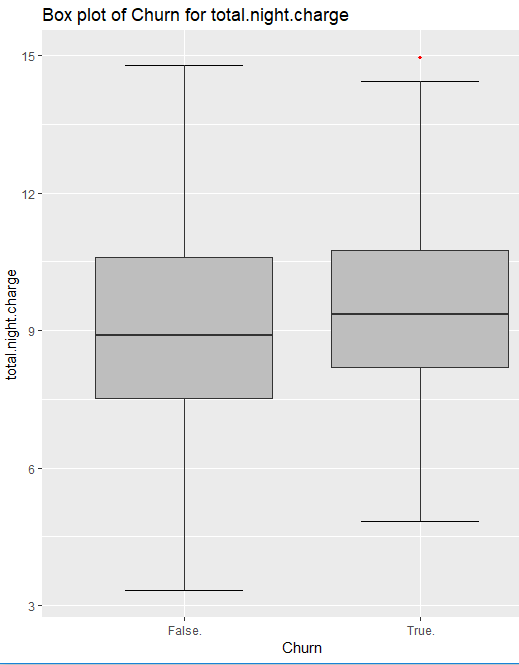 Box plot of Churn for total.night.charge
total.night.charge
15
12
9
6
3
False.
True.
Churn